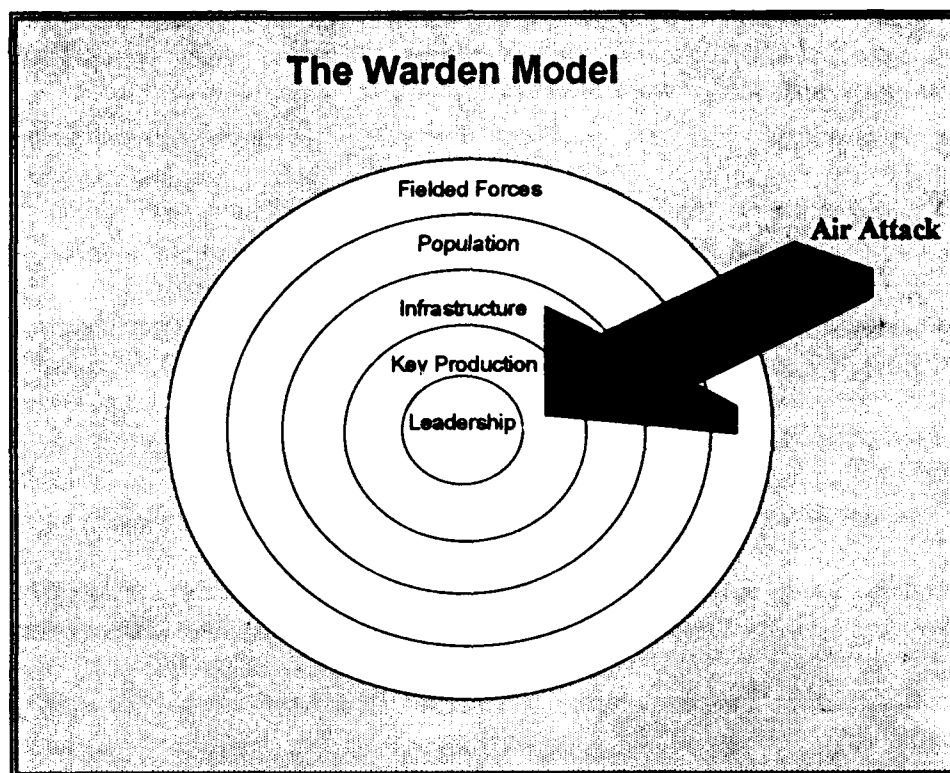 The Warden Model
Fielded Forces
Population
Air Attack
Infrastructure
Key Production
Leadership